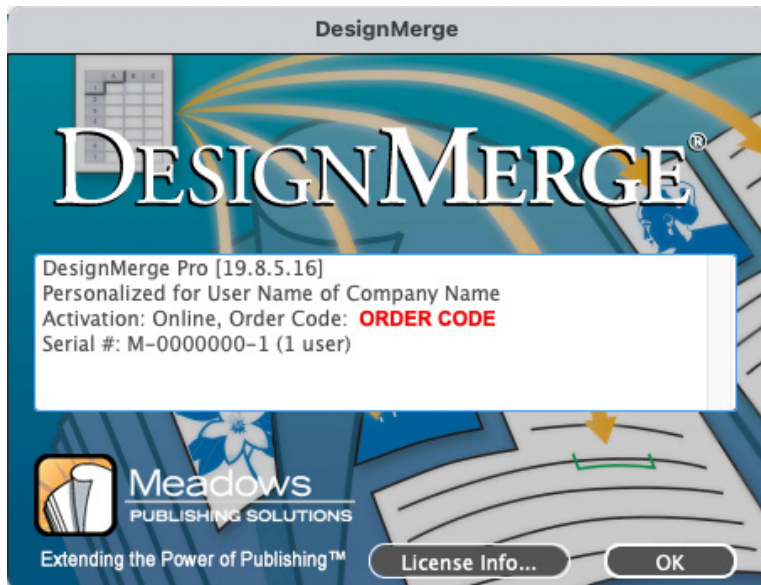 DesignMerge
DESIGNMERGE®
DesignMerge Pro [19.8.5.16]
Personalized for User Name of Company Name
Activation: Online, Order Code: ORDER CODE
Serial #: M-0000000-1 (1 user)
Meadows
PUBLISHING SOLUTIONS
Extending the Power of Publishing™
License Info...
OK